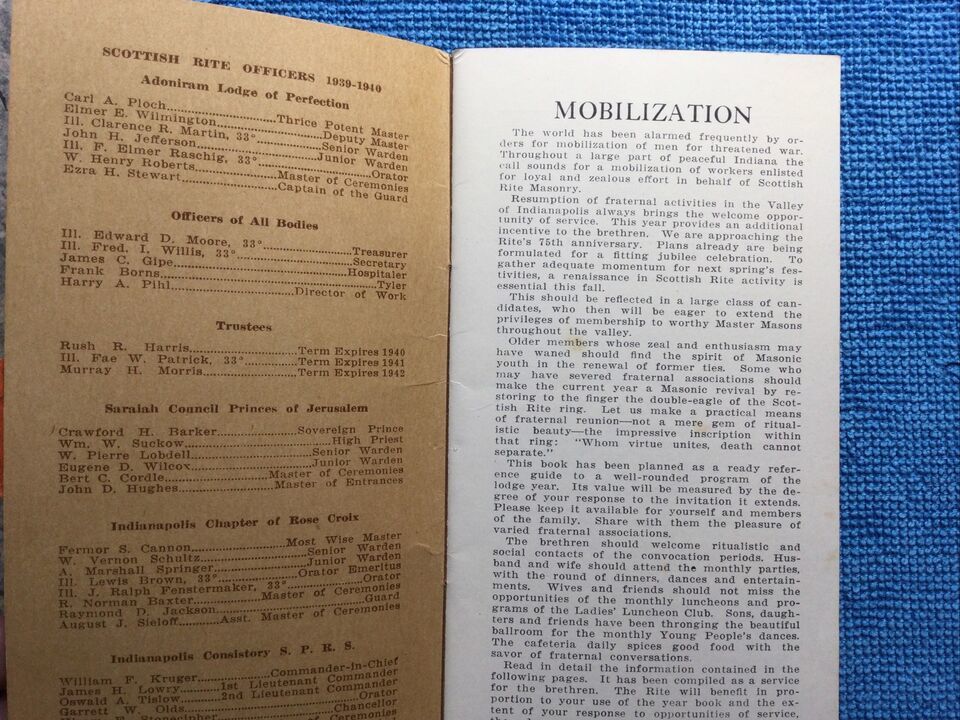 SCOTTISH RITE OFFICERS 1939-1940
Adoniram Lodge of Perfection
Carl A. Ploch..............................Thrice Potent Master
Elmer E. Wilmington..............................Deputy Master
Ill. Clarence R. Martin, 33°....................Senior Warden
John H. Jefferson..............................Junior Warden
Ill. F. Elmer Raschig, 33°..............................Orator
W. Henry Roberts....................Master of Ceremonies
Ezra H. Stewart....................Captain of the Guard
Officers of All Bodies
Ill. Edward D. Moore, 33°....................Treasurer
Ill. Fred. I. Willis, 33°....................Secretary
James C. Gipe..............................Hospitaler
Frank Borns..............................Tyler
Harry A. Pihl....................Director of Work
Trustees
Rush R. Harris....................Term Expires 1940
Ill. Fae W. Patrick, 33°..........Term Expires 1941
Murray H. Morris....................Term Expires 1942
Saraiah Council Princes of Jerusalem
Crawford H. Barker....................Sovereign Prince
Wm. W. Suckow..............................High Priest
W. Pierre Lobdell....................Senior Warden
Eugene D. Wilcox....................Junior Warden
Bert C. Cordle....................Master of Ceremonies
John D. Hughes....................Master of Entrances
Indianapolis Chapter of Rose Croix
Fermor S. Cannon....................Most Wise Master
W. Vernon Schultz....................Senior Warden
A. Marshall Springer....................Junior Warden
Ill. Lewis Brown, 33°....................Orator Emeritus
Ill. J. Ralph Fenstermaker, 33°....................Orator
R. Norman Baxter....................Master of Ceremonies
Raymond D. Jackson..............................Guard
August J. Sieloff..........Asst. Master of Ceremonies
Indianapolis Consistory S. P. R. S.
William F. Kruger....................Commander-in-Chief
James H. Lowry..........1st Lieutenant Commander
Oswald A. Tislow..........2nd Lieutenant Commander
Garrett W. Olds..............................Orator
Stonecipher..............................Chancellor
Master of Ceremonies
MOBILIZATION
The world has been alarmed frequently by or-
ders for mobilization of men for threatened war.
Throughout a large part of peaceful Indiana the
call sounds for a mobilization of workers enlisted
for loyal and zealous effort in behalf of Scottish
Rite Masonry.
Resumption of fraternal activities in the Valley
of Indianapolis always brings the welcome oppor-
tunity of service. This year provides an additional
incentive to the brethren. We are approaching the
Rite's 75th anniversary. Plans already are being
formulated for a fitting jubilee celebration. To
gather adequate momentum for next spring's fes-
tivities, a renaissance in Scottish Rite activity is
essential this fall.
This should be reflected in a large class of can-
didates, who then will be eager to extend the
privileges of membership to worthy Master Masons
throughout the valley.
Older members whose zeal and enthusiasm may
have waned should find the spirit of Masonic
youth in the renewal of former ties. Some who
may have severed fraternal associations should
make the current year a Masonic revival by re-
storing to the finger the double-eagle of the Scot-
tish Rite ring. Let us make a practical means
of fraternal reunion—not a mere gem of ritual-
istic beauty—the impressive inscription within
that ring: "Whom virtue unites, death cannot
separate."
This book has been planned as a ready refer-
ence guide to a well-rounded program of the
lodge year. Its value will be measured by the de-
gree of your response to the invitation it extends.
Please keep it available for yourself and members
of the family. Share with them the pleasure of
varied fraternal associations.
The brethren should welcome ritualistic and
social contacts of the convocation periods. Hus-
band and wife should attend the monthly parties,
with the round of dinners, dances and entertain-
ments. Wives and friends should not miss the
opportunities of the monthly luncheons and pro-
grams of the Ladies' Luncheon Club. Sons, daugh-
ters and friends have been thronging the beautiful
ballroom for the monthly Young People's dances.
The cafeteria daily spices good food with the
savor of fraternal conversations.
Read in detail the information contained in the
following pages. It has been compiled as a service
for the brethren. The Rite will benefit in pro-
portion to your use of the year book and the ex-
tent of your response to opportunities of service